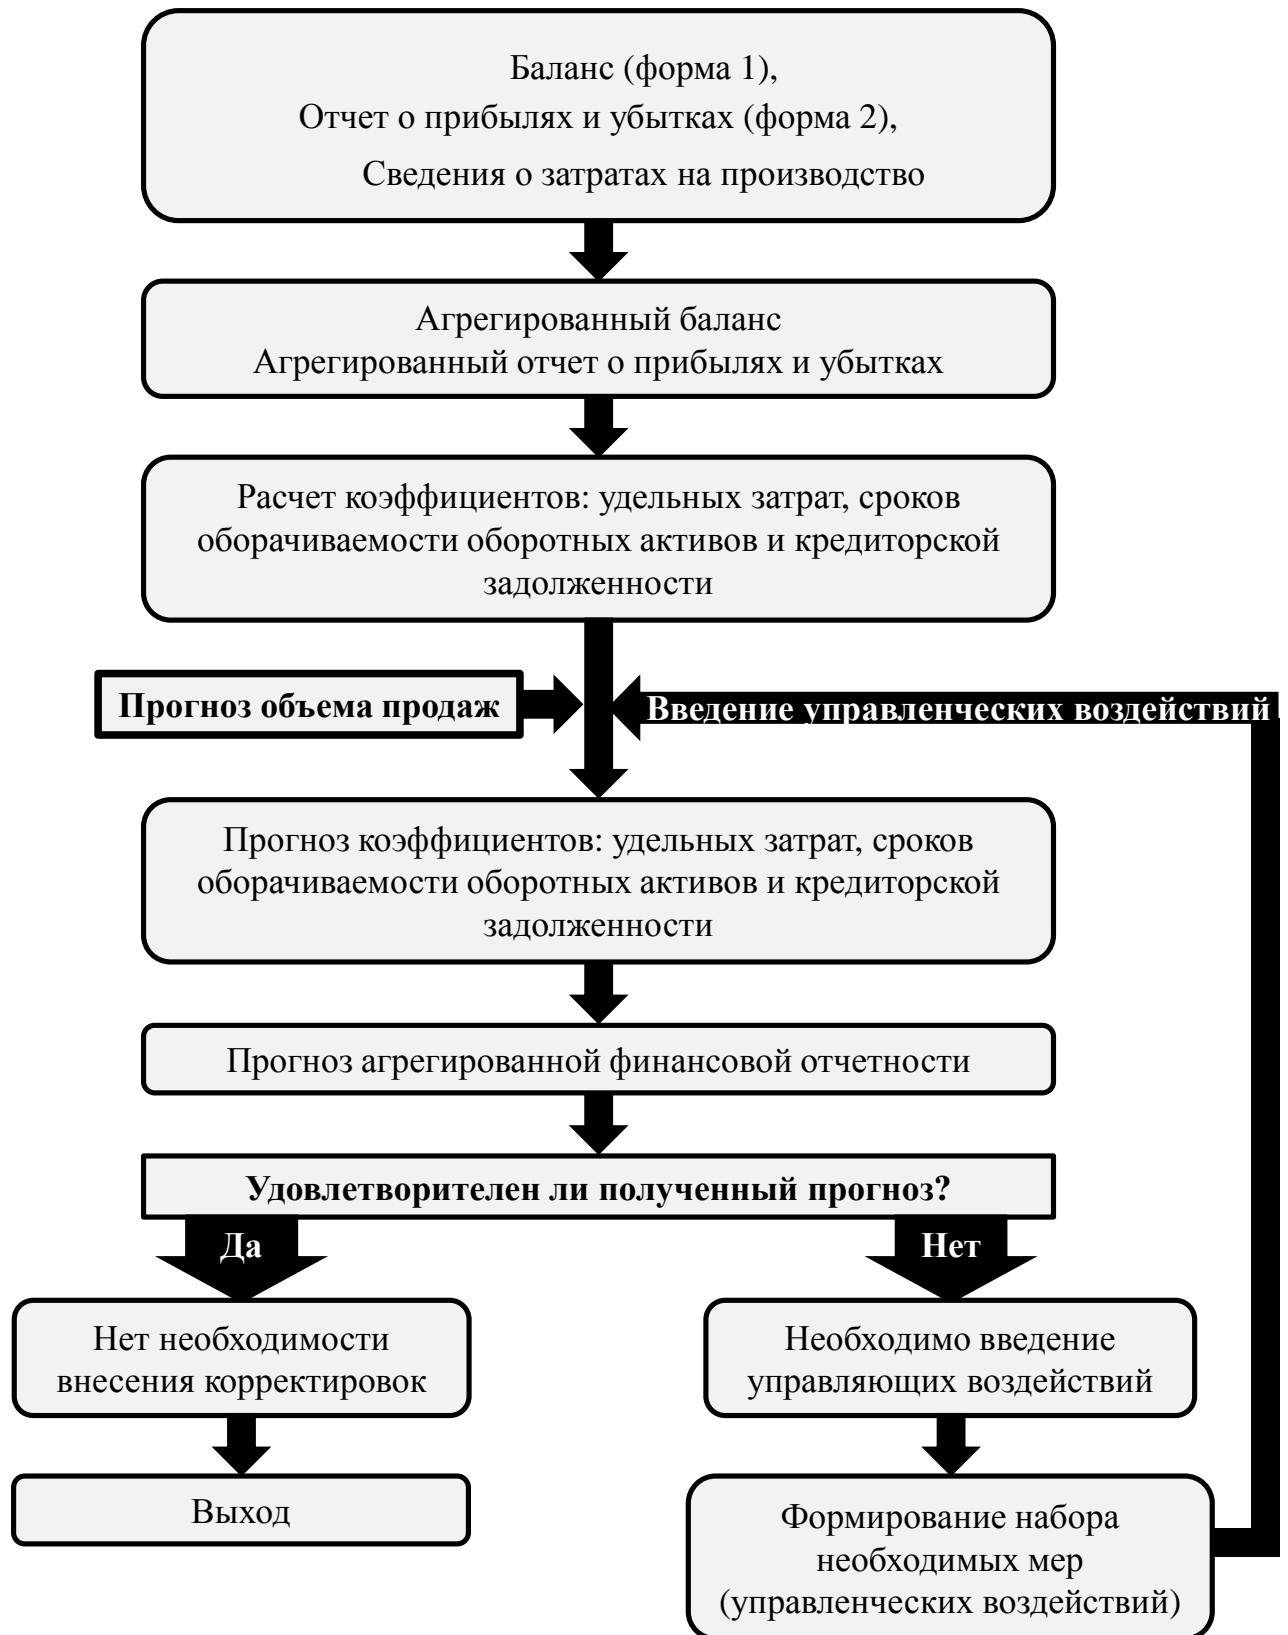 Баланс (форма 1),
Отчет о прибылях и убытках (форма 2),
Сведения о затратах на производство
Агрегированный баланс
Агрегированный отчет о прибылях и убытках
Расчет коэффициентов: удельных затрат, сроков
оборачиваемости оборотных активов и кредиторской
задолженности
Прогноз объема продаж
Введение управленческих воздействий
Прогноз коэффициентов: удельных затрат, сроков
оборачиваемости оборотных активов и кредиторской
задолженности
Прогноз агрегированной финансовой отчетности
Удовлетворителен ли полученный прогноз?
Да
Нет
Нет необходимости
внесения корректировок
Необходимо введение
управляющих воздействий
Выход
Формирование набора
необходимых мер
(управленческих воздействий)